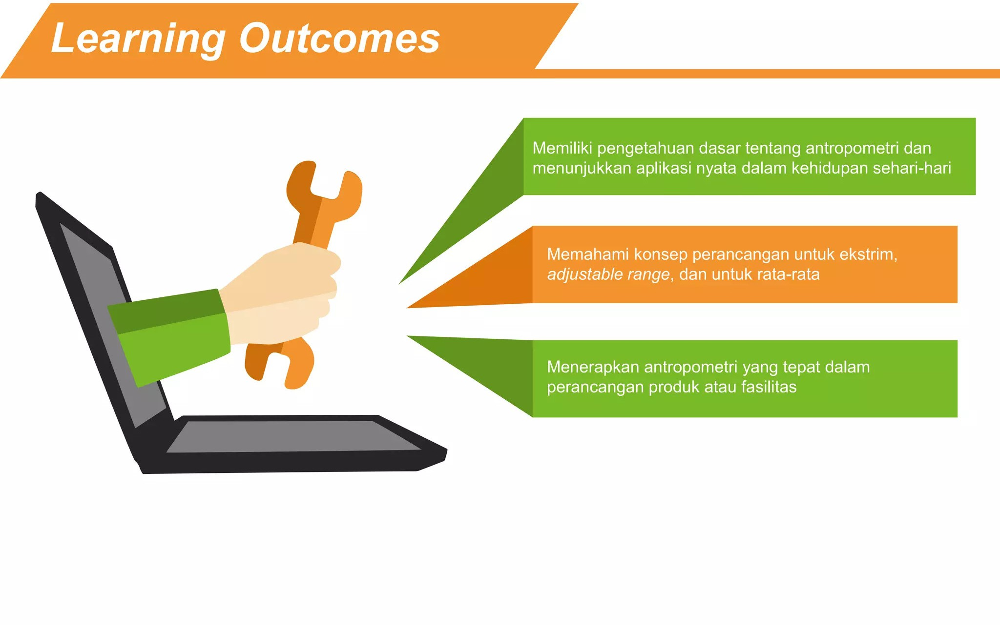 Learning Outcomes
Memiliki pengetahuan dasar tentang antropometri dan
menunjukkan aplikasi nyata dalam kehidupan sehari-hari
Memahami konsep perancangan untuk ekstrim,
adjustable range, dan untuk rata-rata
Menerapkan antropometri yang tepat dalam
perancangan produk atau fasilitas